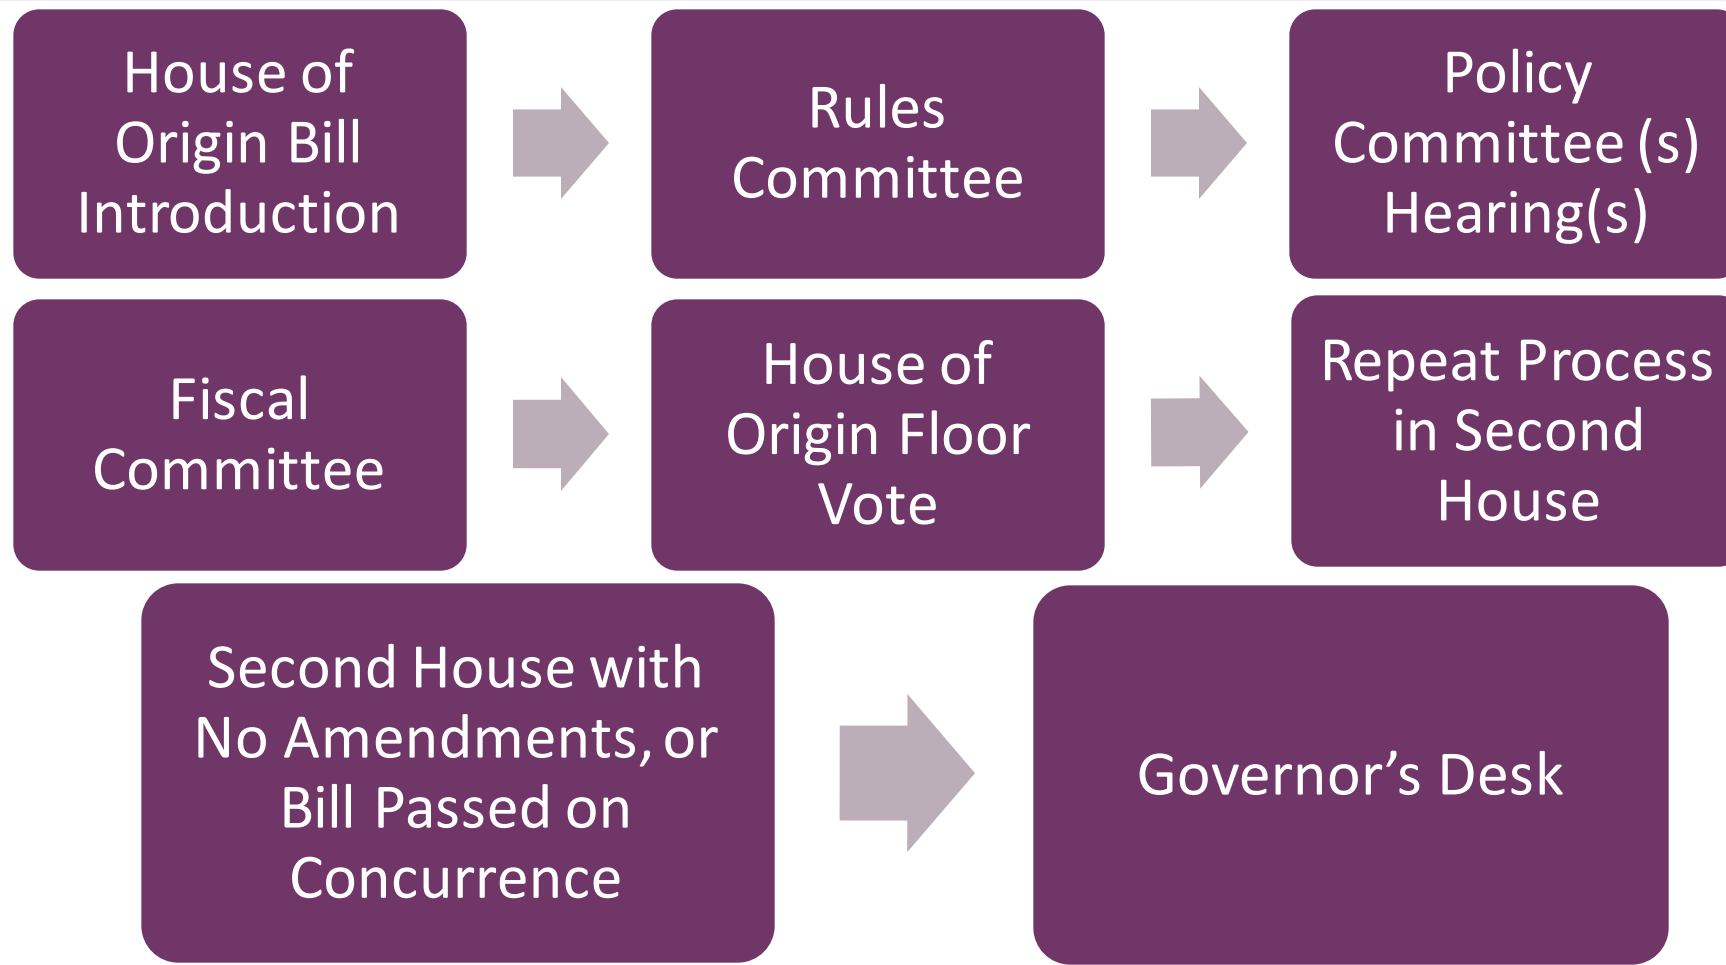 House of
Origin Bill
Introduction
Rules
Committee
Policy
Committee (s)
Hearing(s)
Fiscal
Committee
House of
Origin Floor
Vote
Repeat Process
in Second
House
Second House with
No Amendments, or
Bill Passed on
Concurrence
Governor’s Desk